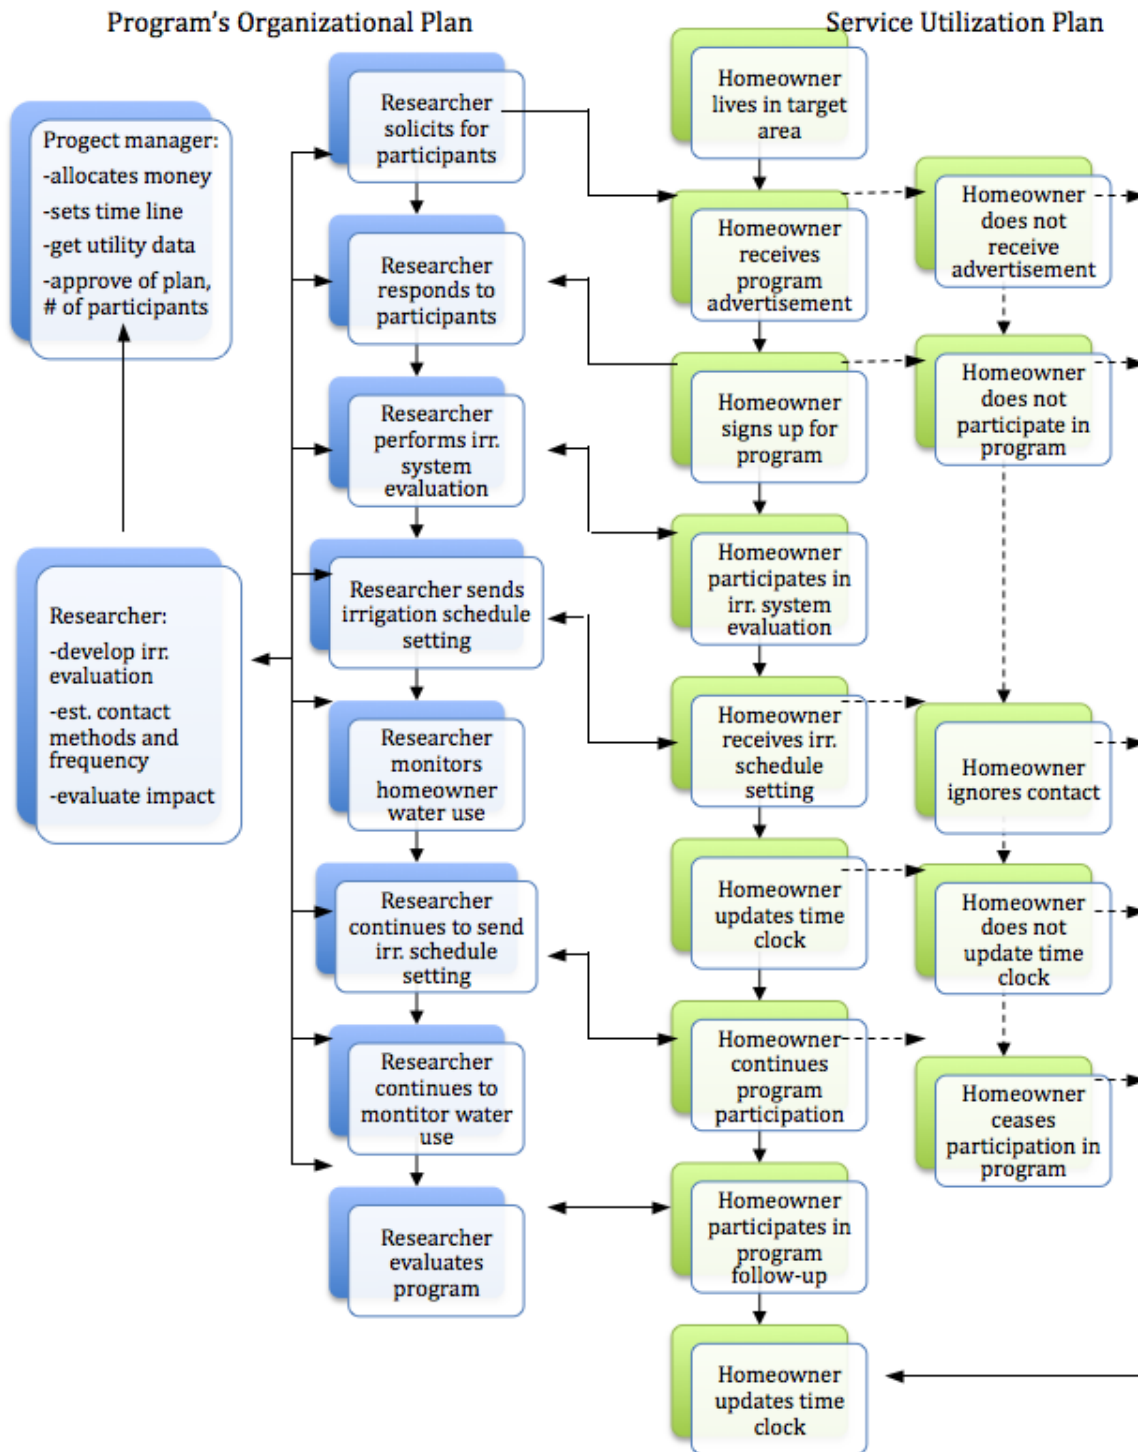 Program's Organizational Plan
Service Utilization Plan
Progect manager:
-allocates money
-sets time line
-get utility data
-approve of plan,
# of participants
Researcher:
-develop irr.
evaluation
-est. contact
methods and
frequency
-evaluate impact
Researcher
solicits for
participants
Researcher
responds to
participants
Researcher
performs irr.
system
evaluation
Researcher sends
irrigation schedule
setting
Researcher
monitors
homeowner
water use
Researcher
continues to send
irr. schedule
setting
Researcher
continues to
montitor water
use
Researcher
evaluates
program
Homeowner
lives in target
area
Homeowner
receives
program
advertisement
Homeowner
signs up for
program
Homeowner
participates in
irr. system
evaluation
Homeowner
receives irr.
schedule
setting
Homeowner
updates time
clock
Homeowner
continues
program
participation
Homeowner
participates in
program
follow-up
Homeowner
updates time
clock
Homeowner
does not
receive
advertisement
Homeowner
does not
participate in
program
Homeowner
ignores contact
Homeowner
does not
update time
clock
Homeowner
ceases
participation in
program